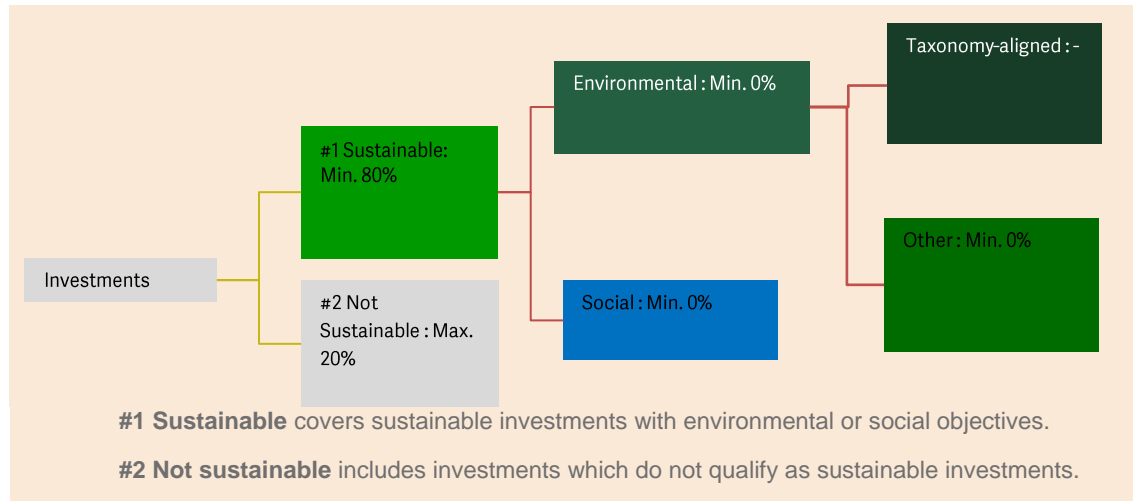 Taxonomy-aligned : -
Environmental : Min. 0%
#1 Sustainable:
Min. 80%
Other : Min. 0%
Investments
#2 Not
Sustainable : Max.
20%
Social : Min. 0%
#1 Sustainable covers sustainable investments with environmental or social objectives.
#2 Not sustainable includes investments which do not qualify as sustainable investments.